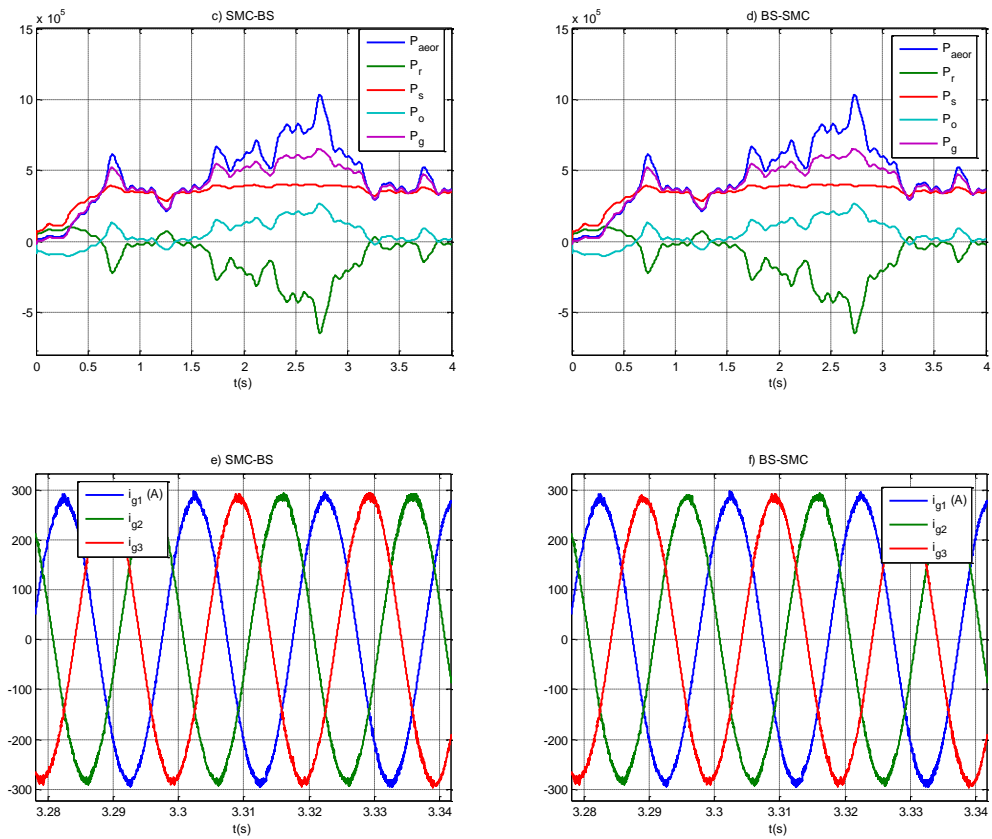 c) SMC-BS
x 10^5
15
10
5
0
-5
P_aeor
P_r
P_s
P_o
P_g
0 0.5 1 1.5 2 2.5 3 3.5 4
t(s)
d) BS-SMC
x 10^5
15
10
5
0
-5
P_aeor
P_r
P_s
P_o
P_g
0 0.5 1 1.5 2 2.5 3 3.5 4
t(s)
e) SMC-BS
300
200
100
0
-100
-200
-300
i_g1 (A)
i_g2
i_g3
3.28 3.29 3.3 3.31 3.32 3.33 3.34
t(s)
f) BS-SMC
300
200
100
0
-100
-200
-300
i_g1 (A)
i_g2
i_g3
3.28 3.29 3.3 3.31 3.32 3.33 3.34
t(s)